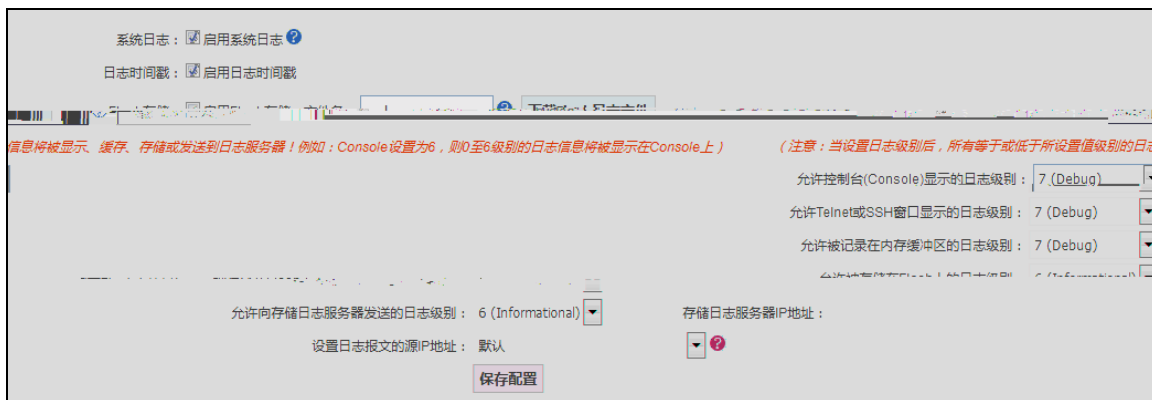 系统日志： 启用系统日志
日志时间戳： 启用日志时间戳
信息将被显示、缓存、存储或发送到日志服务器！例如：Console设置为6，则0至6级别的日志信息将被显示在Console上） （注意：当设置日志级别后，所有等于或低于所设置值级别的日
允许控制台(Console)显示的日志级别： 7 (Debug)
允许Telnet或SSH窗口显示的日志级别： 7 (Debug)
允许被记录在内存缓冲区的日志级别： 7 (Debug)
允许向存储日志服务器发送的日志级别： 6 (Informational) 存储日志服务器IP地址：
设置日志报文的源IP地址： 默认
保存配置